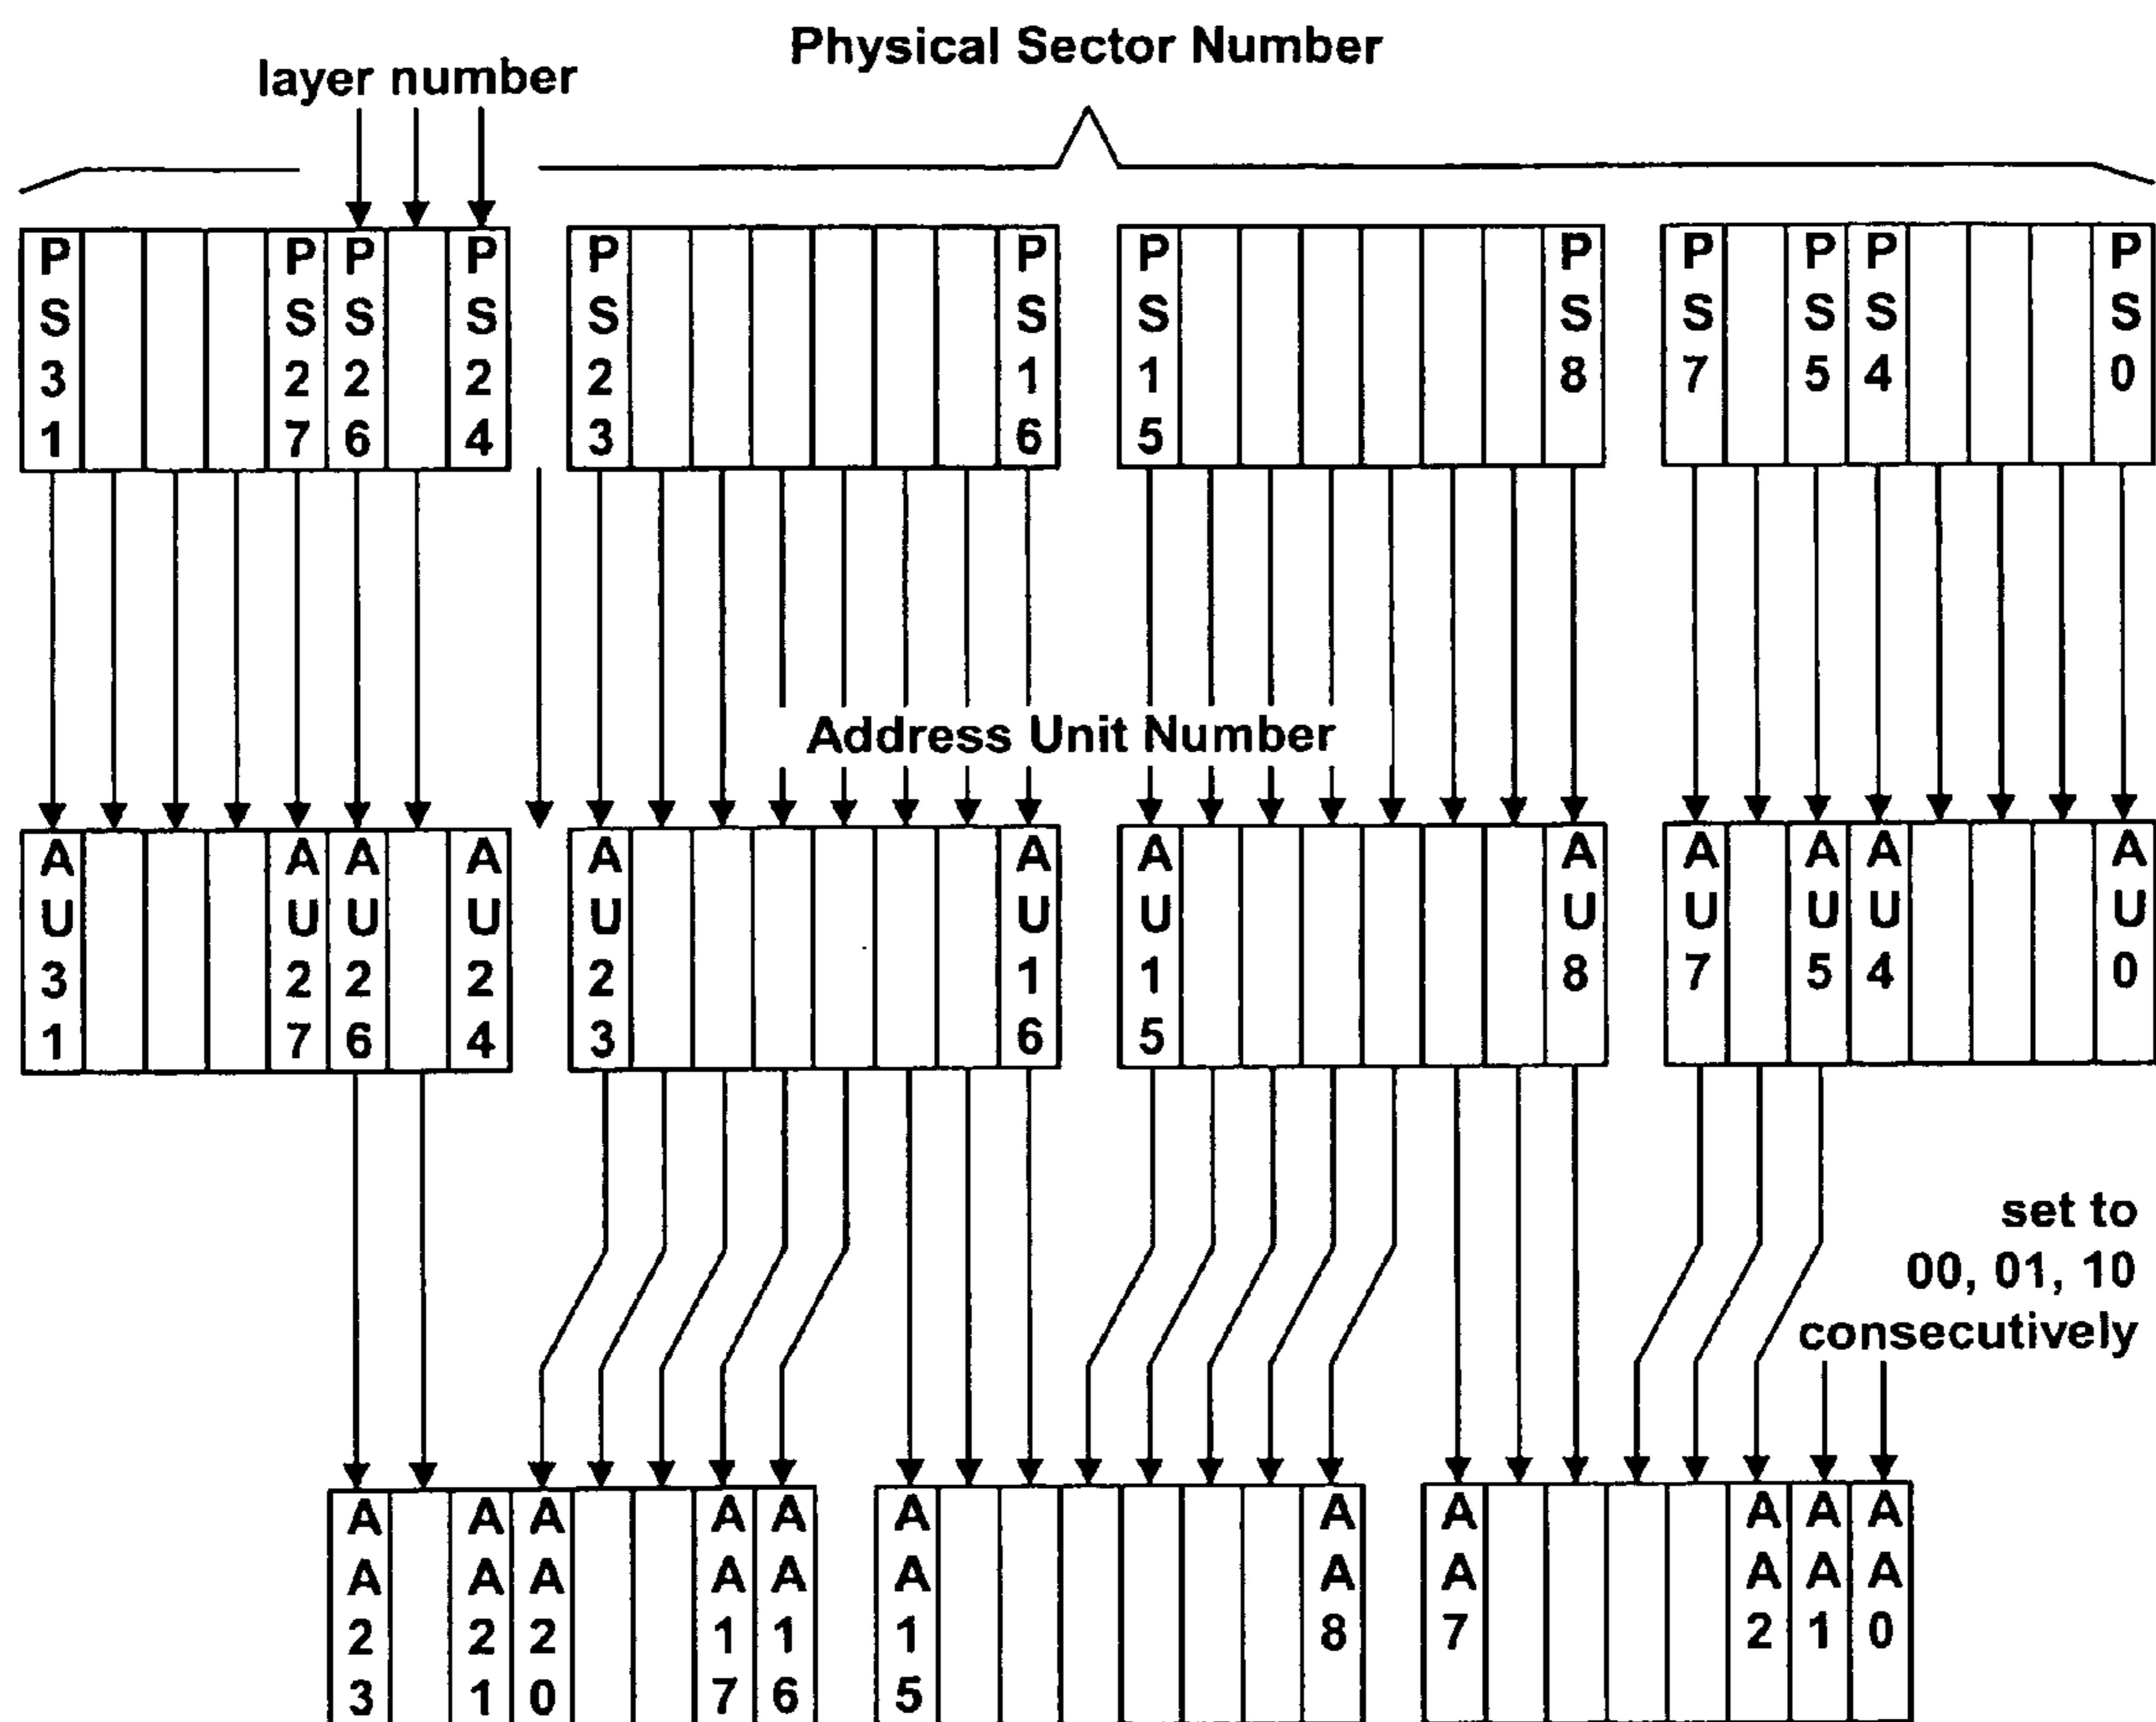 Physical Sector Number
layer number
PS31 PS27 PS26 PS24 PS23 PS16 PS15 PS8 PS7 PS5 PS4 PS0
Address Unit Number
AU31 AU27 AU26 AU24 AU23 AU16 AU15 AU8 AU7 AU5 AU4 AU0
set to
00, 01, 10
consecutively
AA23 AA21 AA20 AA17 AA16 AA15 AA8 AA7 AA2 AA1 AA0